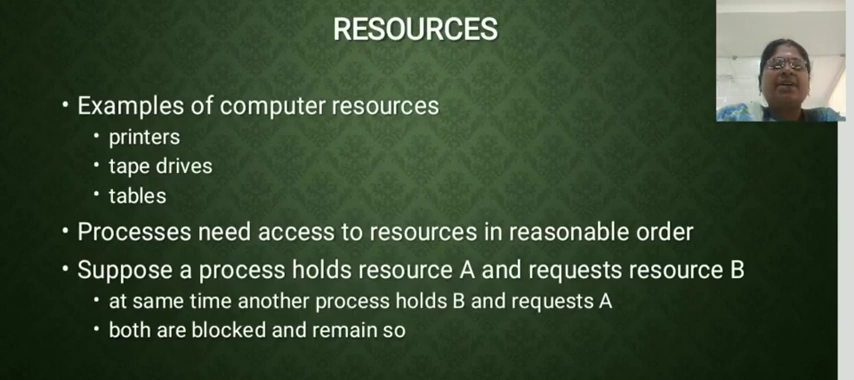 RESOURCES
• Examples of computer resources
• printers
• tape drives
• tables
• Processes need access to resources in reasonable order
• Suppose a process holds resource A and requests resource B
• at same time another process holds B and requests A
• both are blocked and remain so